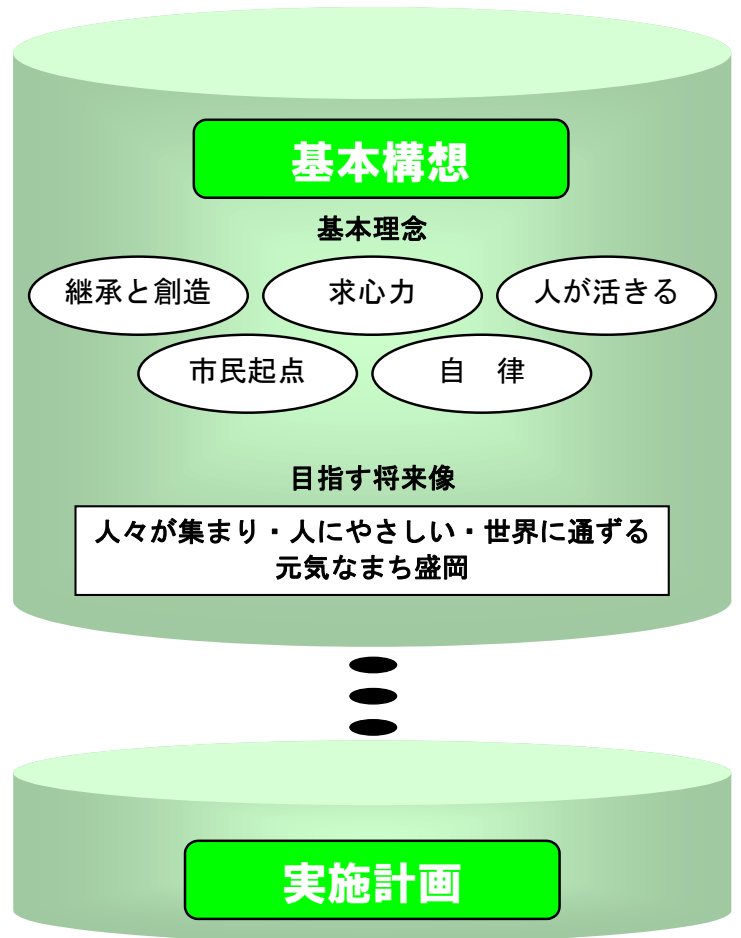 基本構想
基本理念
継承と創造
求心力
人が活きる
市民起点
自　律
目指す将来像
人々が集まり・人にやさしい・世界に通ずる
元気なまち盛岡
実施計画